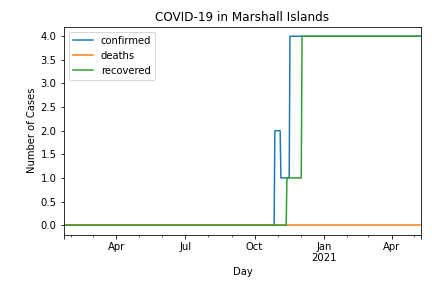 COVID-19 in Marshall Islands
confirmed
deaths
recovered
4.0
3.5
3.0
2.5
2.0
1.5
1.0
0.5
0.0
Number of Cases
Apr
Jul
Oct
Jan
2021
Apr
Day